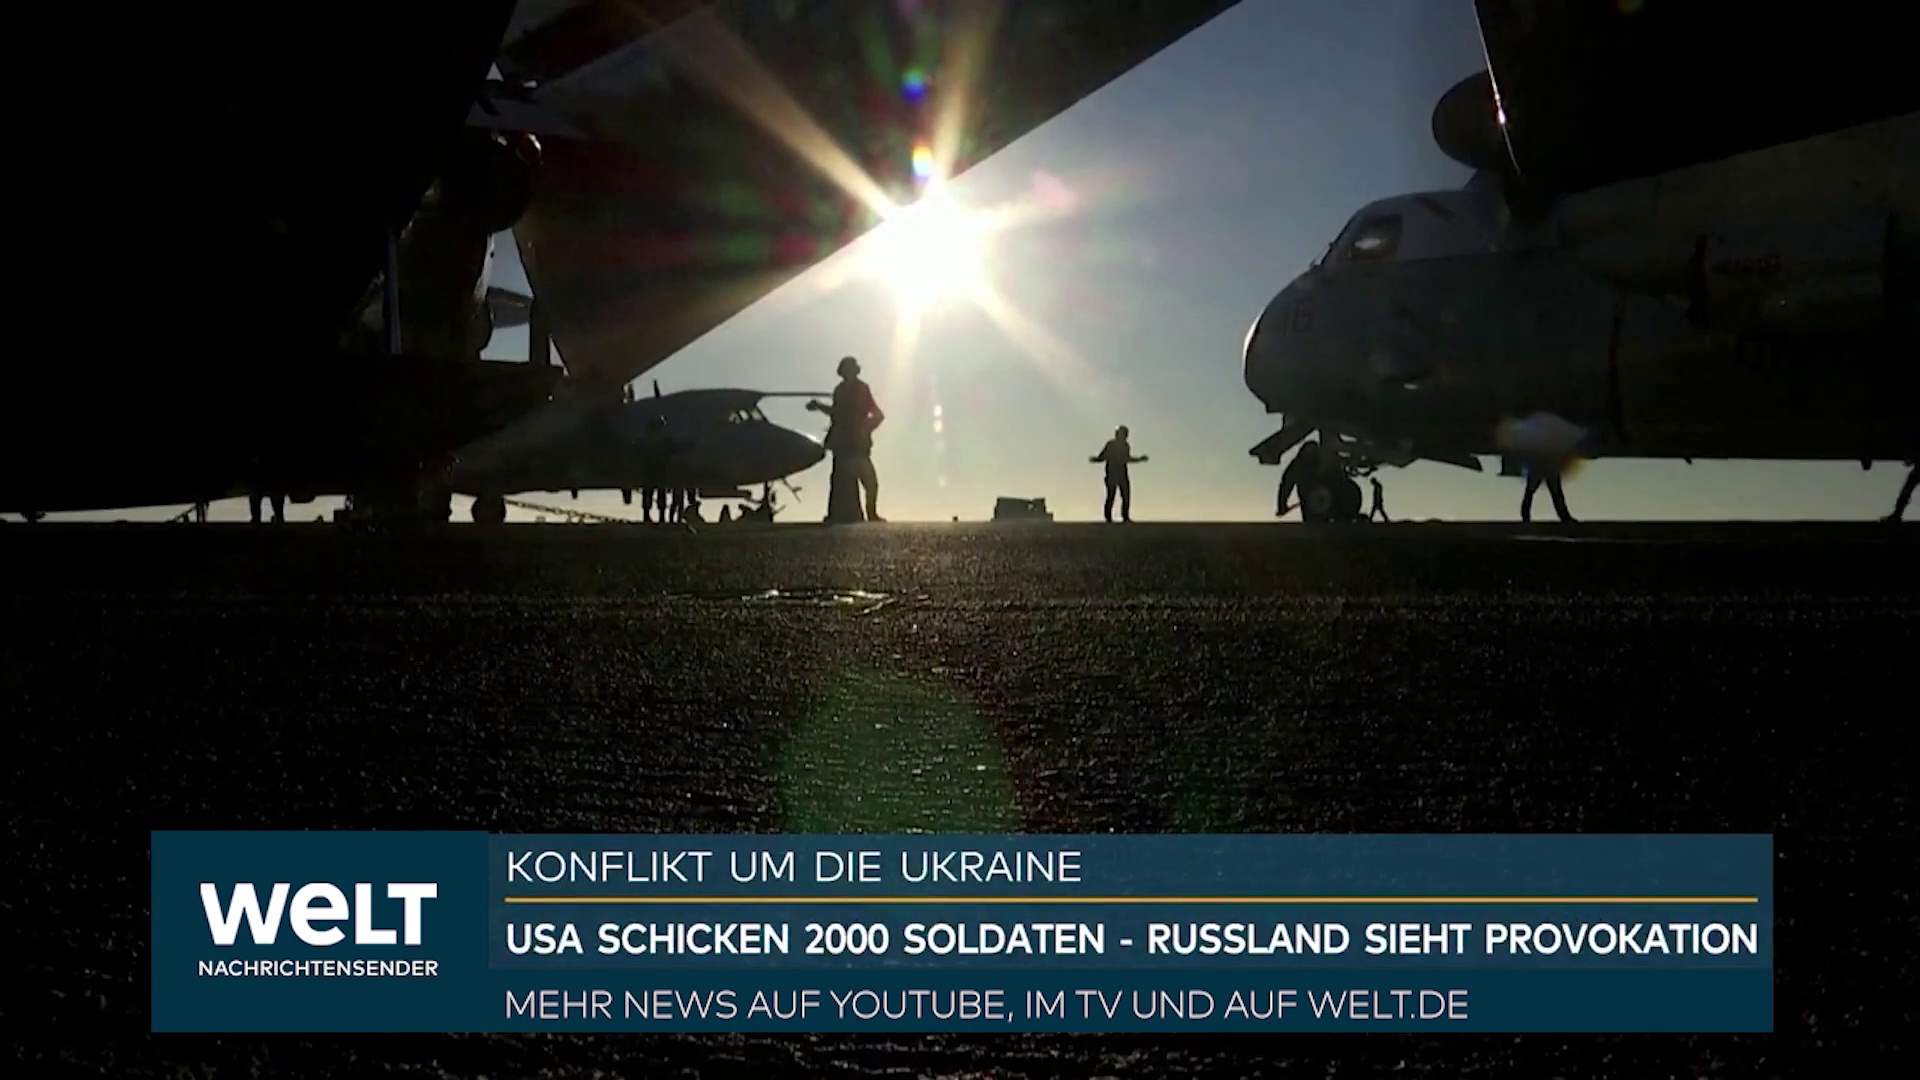 KONFLIKT UM DIE UKRAINE
WELT
NACHRICHTENSENDER
USA SCHICKEN 2000 SOLDATEN - RUSSLAND SIEHT PROVOKATION
MEHR NEWS AUF YOUTUBE, IM TV UND AUF WELT.DE